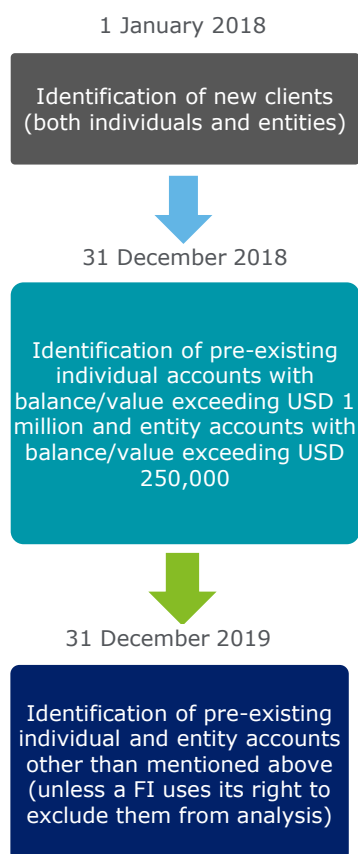 1 January 2018
Identification of new clients
(both individuals and entities)
31 December 2018
Identification of pre-existing
individual accounts with
balance/value exceeding USD 1
million and entity accounts with
balance/value exceeding USD
250,000
31 December 2019
Identification of pre-existing
individual and entity accounts
other than mentioned above
(unless a FI uses its right to
exclude them from analysis)